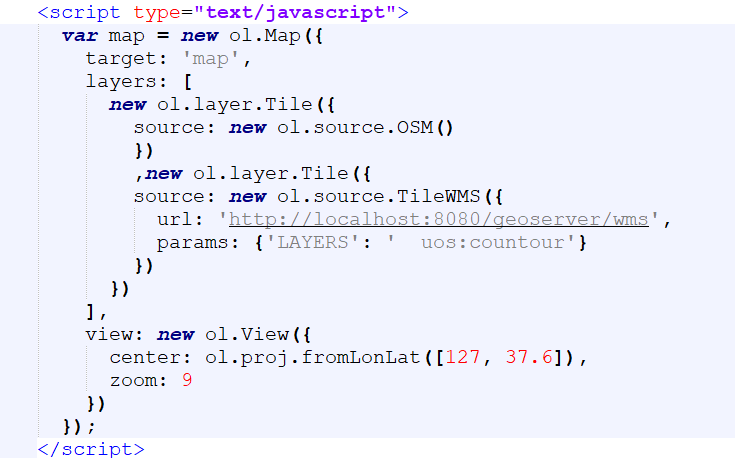 <script type="text/javascript">
  var map = new ol.Map({
    target: 'map',
    layers: [
      new ol.layer.Tile({
        source: new ol.source.OSM()
        })
        ,new ol.layer.Tile({
        source: new ol.source.TileWMS({
          url: 'http://localhost:8080/geoserver/wms',
          params: {'LAYERS': '  uos:countour'}
        })
      })
    ],
    view: new ol.View({
      center: ol.proj.fromLonLat([127, 37.6]),
      zoom: 9
    })
  });
</script>